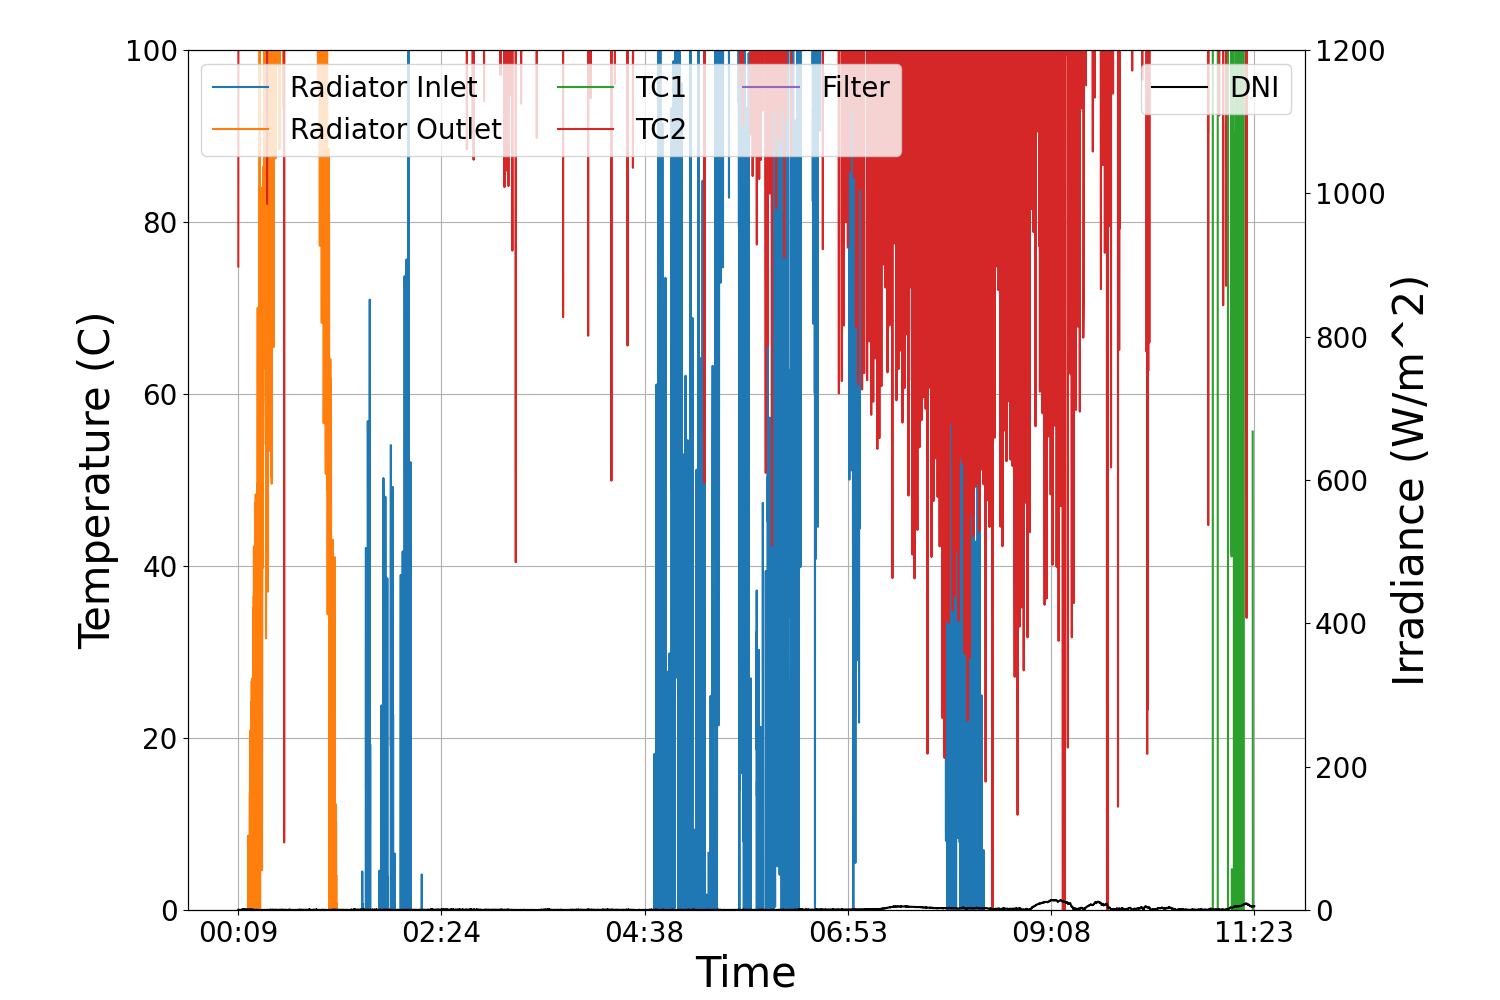 100
80
60
40
20
0
Temperature (C)
Radiator Inlet
Radiator Outlet
TC1
TC2
Filter
DNI
1200
1000
800
600
400
200
0
Irradiance (W/m^2)
00:09 02:24 04:38 06:53 09:08 11:23
Time